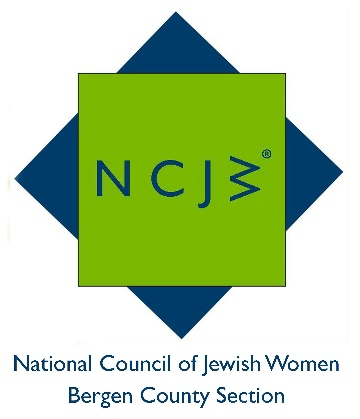 NCJW®
National Council of Jewish Women
Bergen County Section